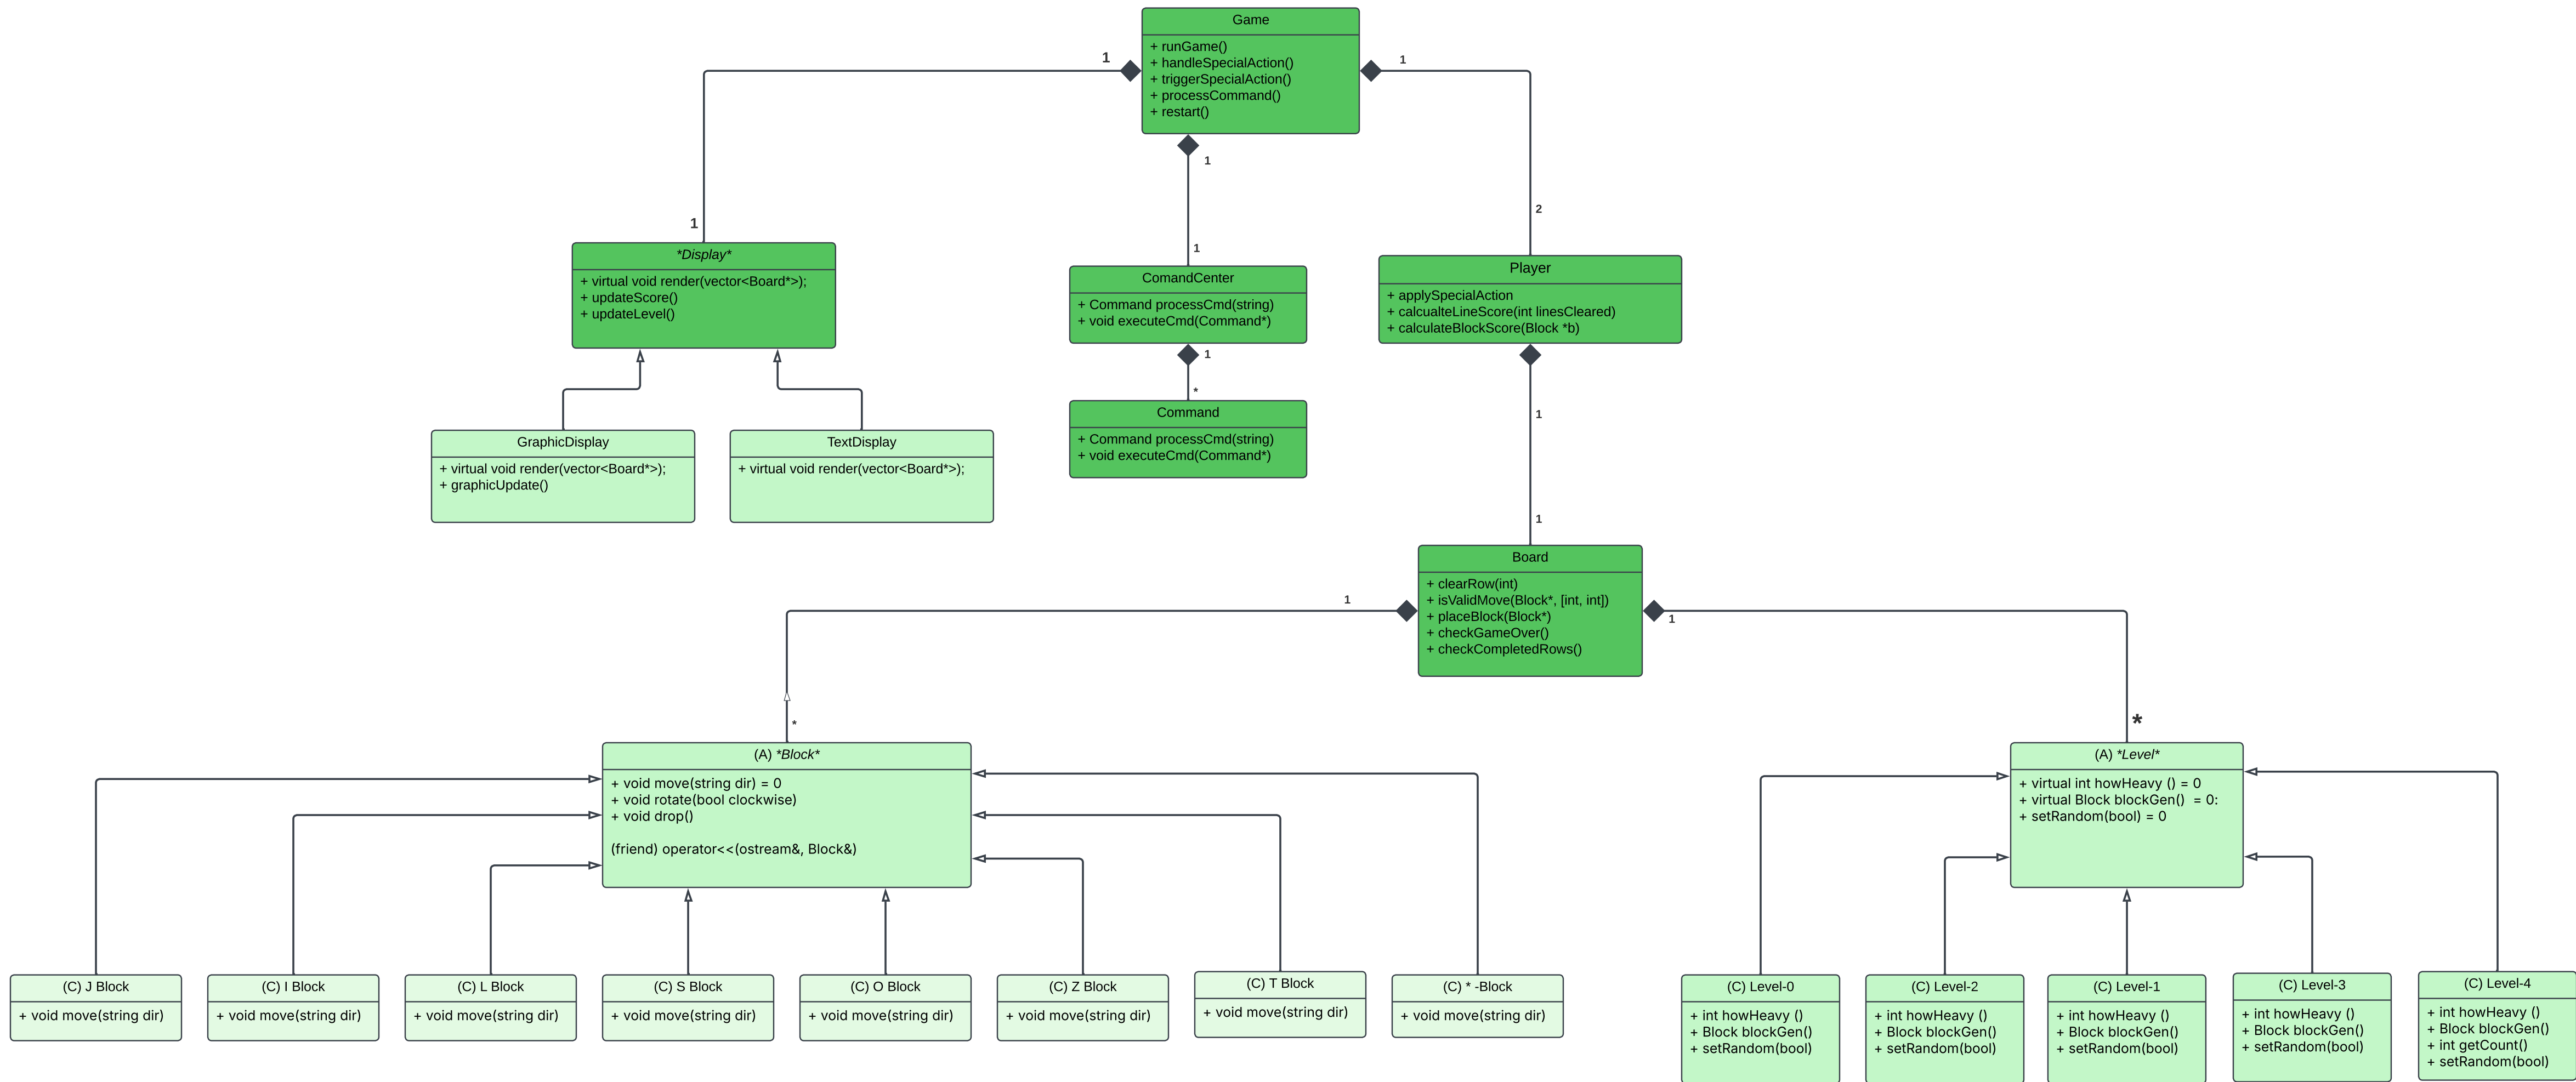 Game
+ runGame()
+ handleSpecialAction()
+ triggerSpecialAction()
+ processCommand()
+ restart()
1
1
1
1
2
1
*Display*
+ virtual void render(vector<Board*>);
+ updateScore()
+ updateLevel()
ComandCenter
+ Command processCmd(string)
+ void executeCmd(Command*)
Player
+ applySpecialAction
+ calcualteLineScore(int linesCleared)
+ calculateBlockScore(Block *b)
1
*
1
1
GraphicDisplay
+ virtual void render(vector<Board*>);
+ graphicUpdate()
TextDisplay
+ virtual void render(vector<Board*>);
Command
+ Command processCmd(string)
+ void executeCmd(Command*)
Board
+ clearRow(int)
+ isValidMove(Block*, [int, int])
+ placeBlock(Block*)
+ checkGameOver()
+ checkCompletedRows()
1
1
*
*
(A) *Block*
+ void move(string dir) = 0
+ void rotate(bool clockwise)
+ void drop()
(friend) operator<<(ostream&, Block&)
(A) *Level*
+ virtual int howHeavy () = 0
+ virtual Block blockGen()  = 0:
+ setRandom(bool) = 0
(C) J Block
+ void move(string dir)
(C) I Block
+ void move(string dir)
(C) L Block
+ void move(string dir)
(C) S Block
+ void move(string dir)
(C) O Block
+ void move(string dir)
(C) Z Block
+ void move(string dir)
(C) T Block
+ void move(string dir)
(C) * -Block
+ void move(string dir)
(C) Level-0
+ int howHeavy ()
+ Block blockGen()
+ setRandom(bool)
(C) Level-2
+ int howHeavy ()
+ Block blockGen()
+ setRandom(bool)
(C) Level-1
+ int howHeavy ()
+ Block blockGen()
+ setRandom(bool)
(C) Level-3
+ int howHeavy ()
+ Block blockGen()
+ setRandom(bool)
(C) Level-4
+ int howHeavy ()
+ Block blockGen()
+ int getCount()
+ setRandom(bool)